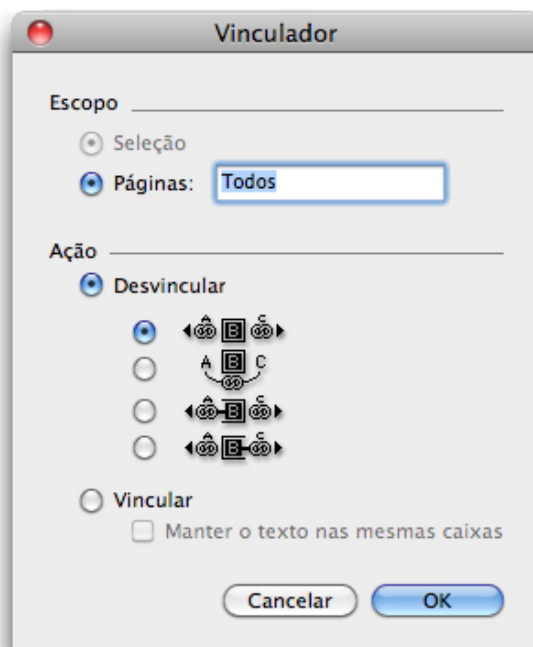 Vinculador
Escopo
Seleção
Páginas: Todos
Ação
Desvincular
A B C
A B C
A B C
A B C
Vincular
Manter o texto nas mesmas caixas
Cancelar OK